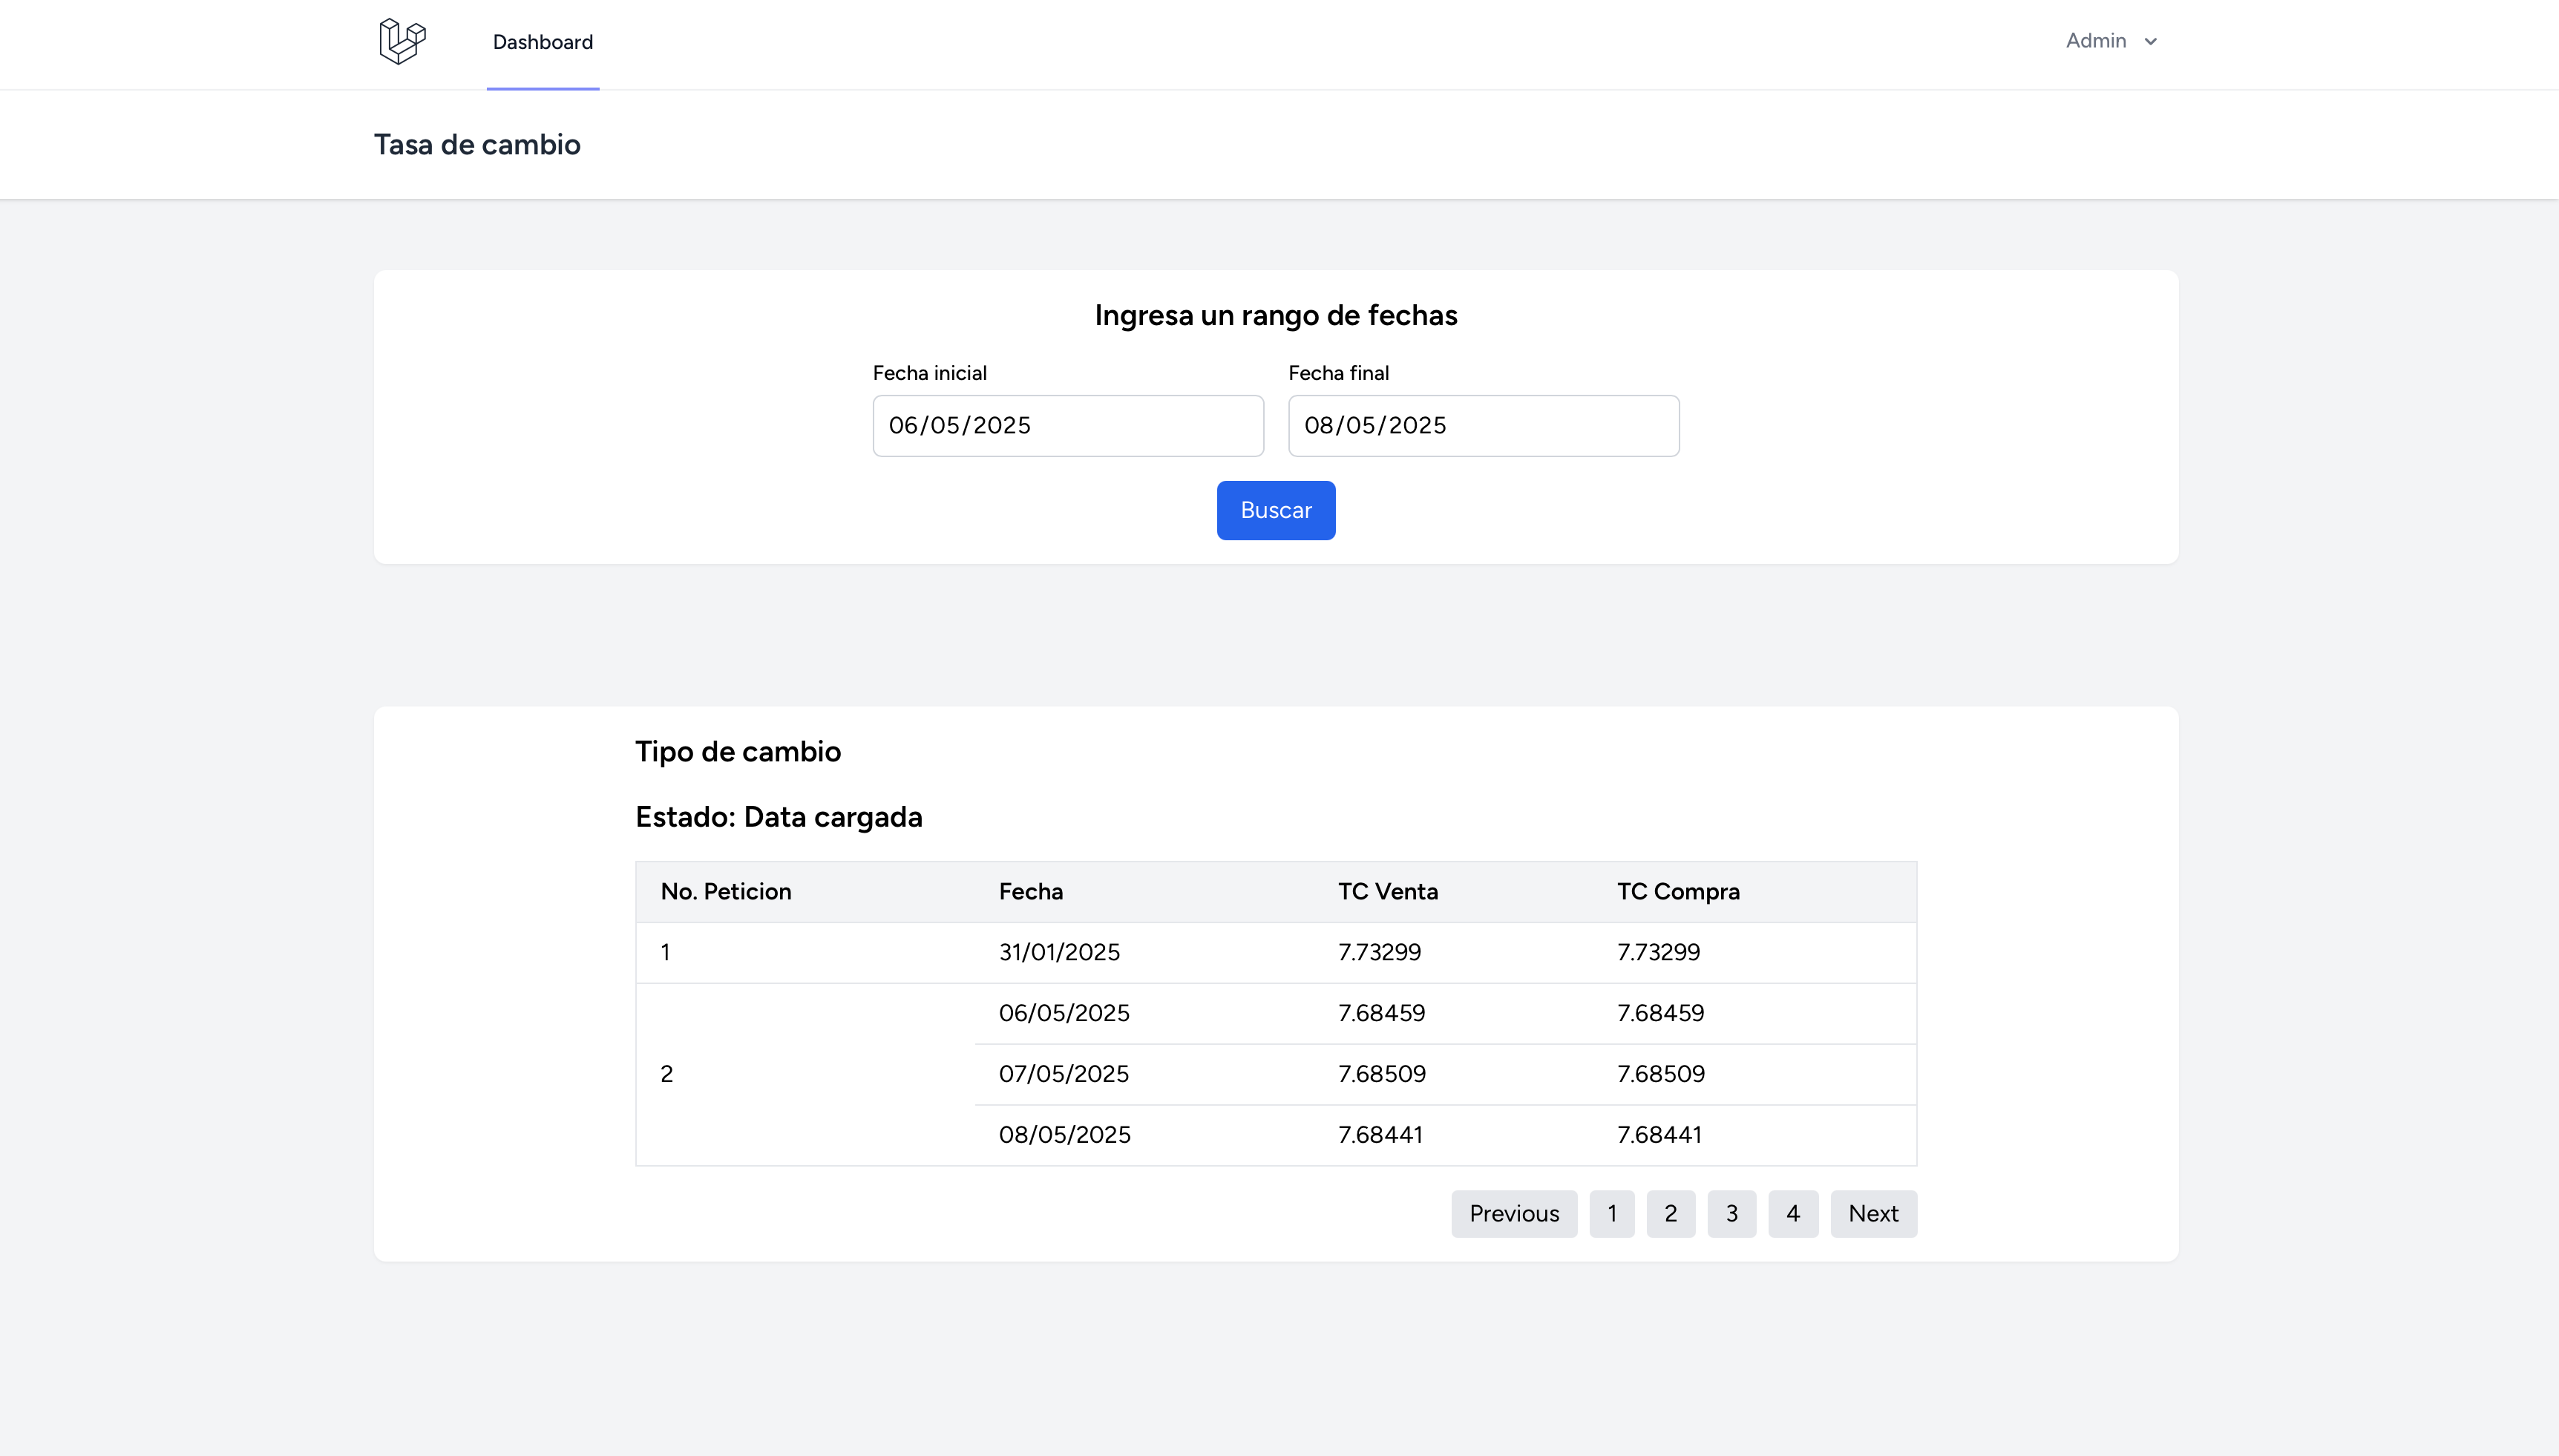 Dashboard
Admin
Tasa de cambio
Ingresa un rango de fechas
Fecha inicial
Fecha final
06/05/2025
08/05/2025
Buscar
Tipo de cambio
Estado: Data cargada
No. Peticion Fecha TC Venta TC Compra
1 31/01/2025 7.73299 7.73299
06/05/2025 7.68459 7.68459
2 07/05/2025 7.68509 7.68509
08/05/2025 7.68441 7.68441
Previous 1 2 3 4 Next